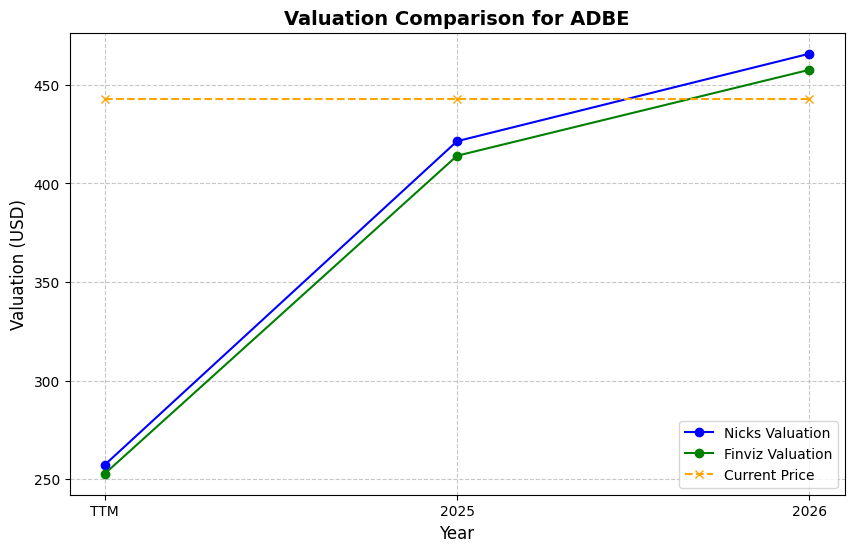 Valuation Comparison for ADBE
Valuation (USD)
450
400
350
300
250
TTM
2025
2026
Year
Nicks Valuation
Finviz Valuation
Current Price